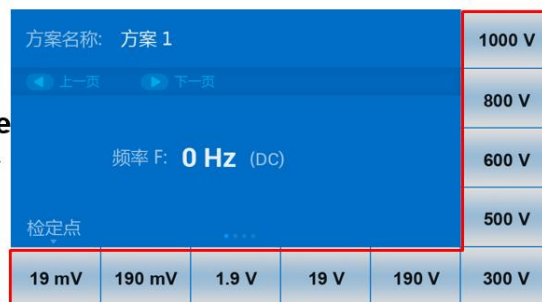 方案名称: 方案 1
1000 V
上一页 下一页
800 V
频率 F: 0 Hz (DC)
600 V
500 V
检定点
19 mV 190 mV 1.9 V 19 V 190 V 300 V